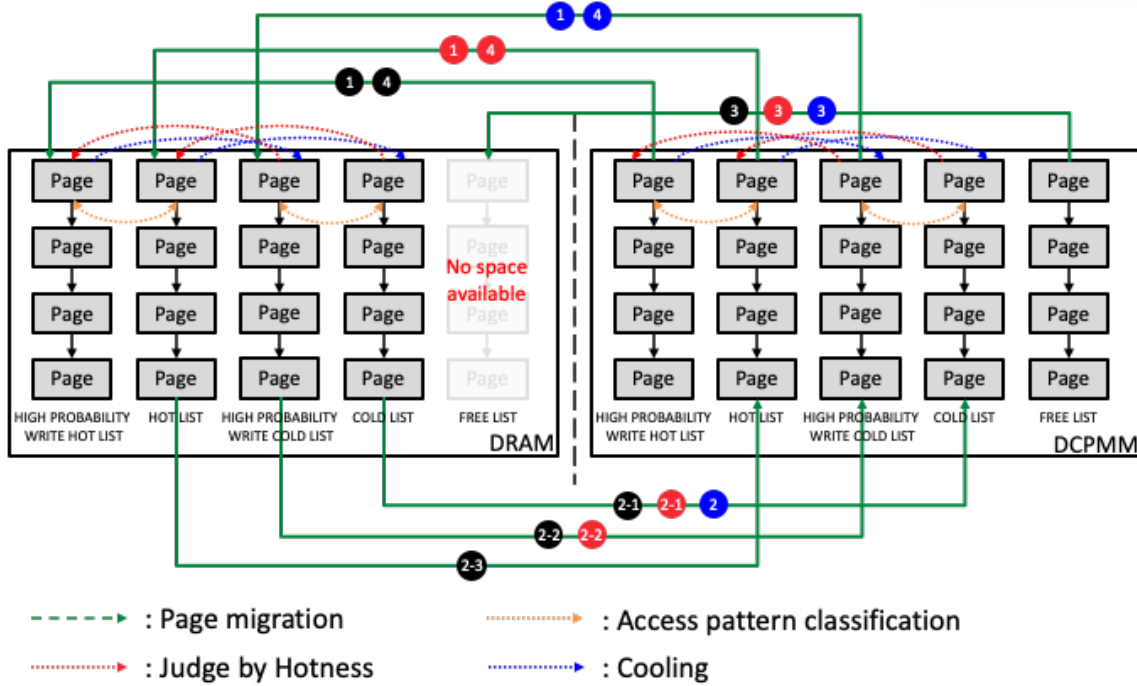 1 4
1 4
1 4
3 3 3
Page Page Page Page Page
Page Page Page Page Page
Page Page Page Page Page
Page Page Page Page Page
Page Page Page Page Page
No space
available
Page Page Page Page Page
Page Page Page Page Page
Page Page Page Page Page
HIGH PROBABILITY
WRITE HOT LIST
HOT LIST
HIGH PROBABILITY
WRITE COLD LIST
COLD LIST
FREE LIST
DRAM
HIGH PROBABILITY
WRITE HOT LIST
HOT LIST
HIGH PROBABILITY
WRITE COLD LIST
COLD LIST
FREE LIST
DCPMM
2-1 2-1 2
2-2 2-2
2-3
: Page migration
: Access pattern classification
: Judge by Hotness
: Cooling